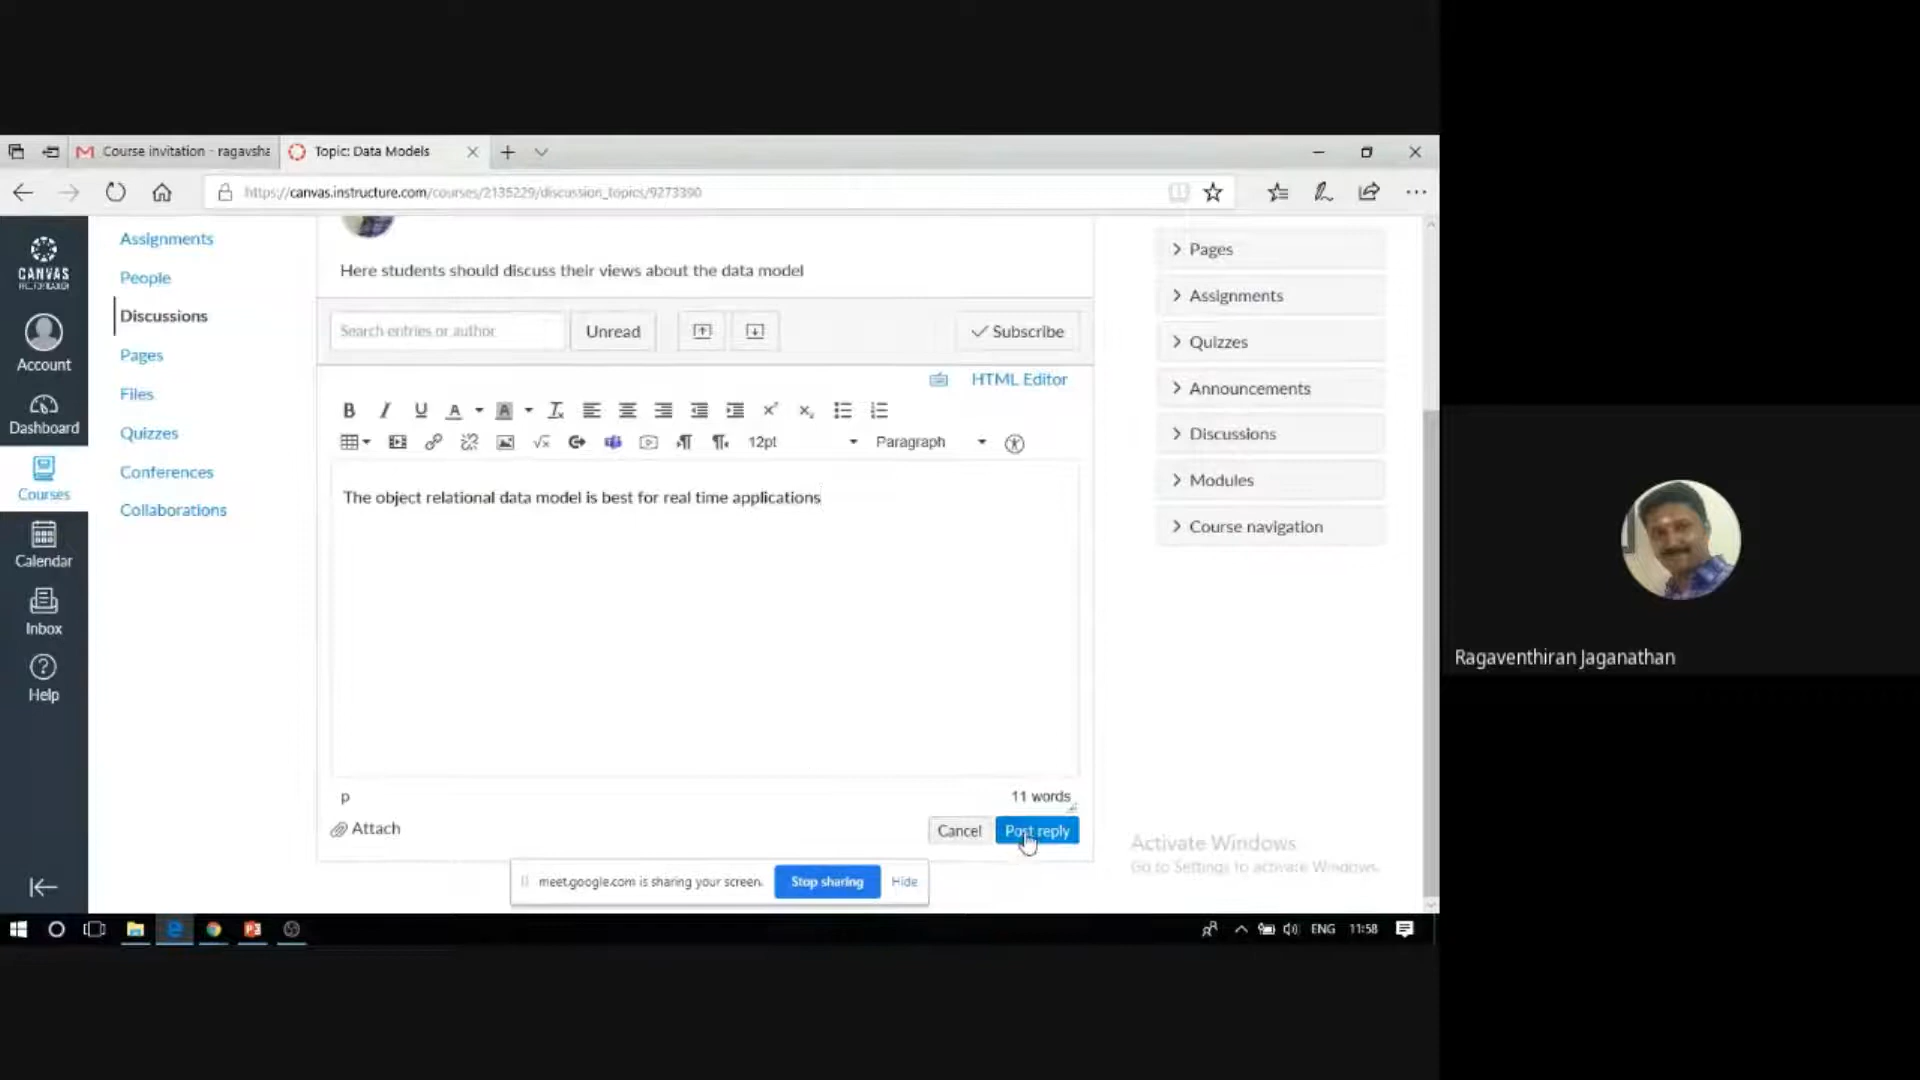 Course invitation - ragavsha
Topic: Data Models
https://canvas.instructure.com/courses/2135229/discussion_topics/9273390
CANVAS
Account
Dashboard
Courses
Calendar
Inbox
Help
Assignments
People
Discussions
Pages
Files
Quizzes
Conferences
Collaborations
Here students should discuss their views about the data model
Search entries or author
Unread
Subscribe
HTML Editor
12pt
Paragraph
The object relational data model is best for real time applications
p
11 words
Attach
Cancel
Post reply
Pages
Assignments
Quizzes
Announcements
Discussions
Modules
Course navigation
Activate Windows
Go to Settings to activate Windows.
meet.google.com is sharing your screen.
Stop sharing
Hide
ENG
11:58
Ragaventhiran Jaganathan